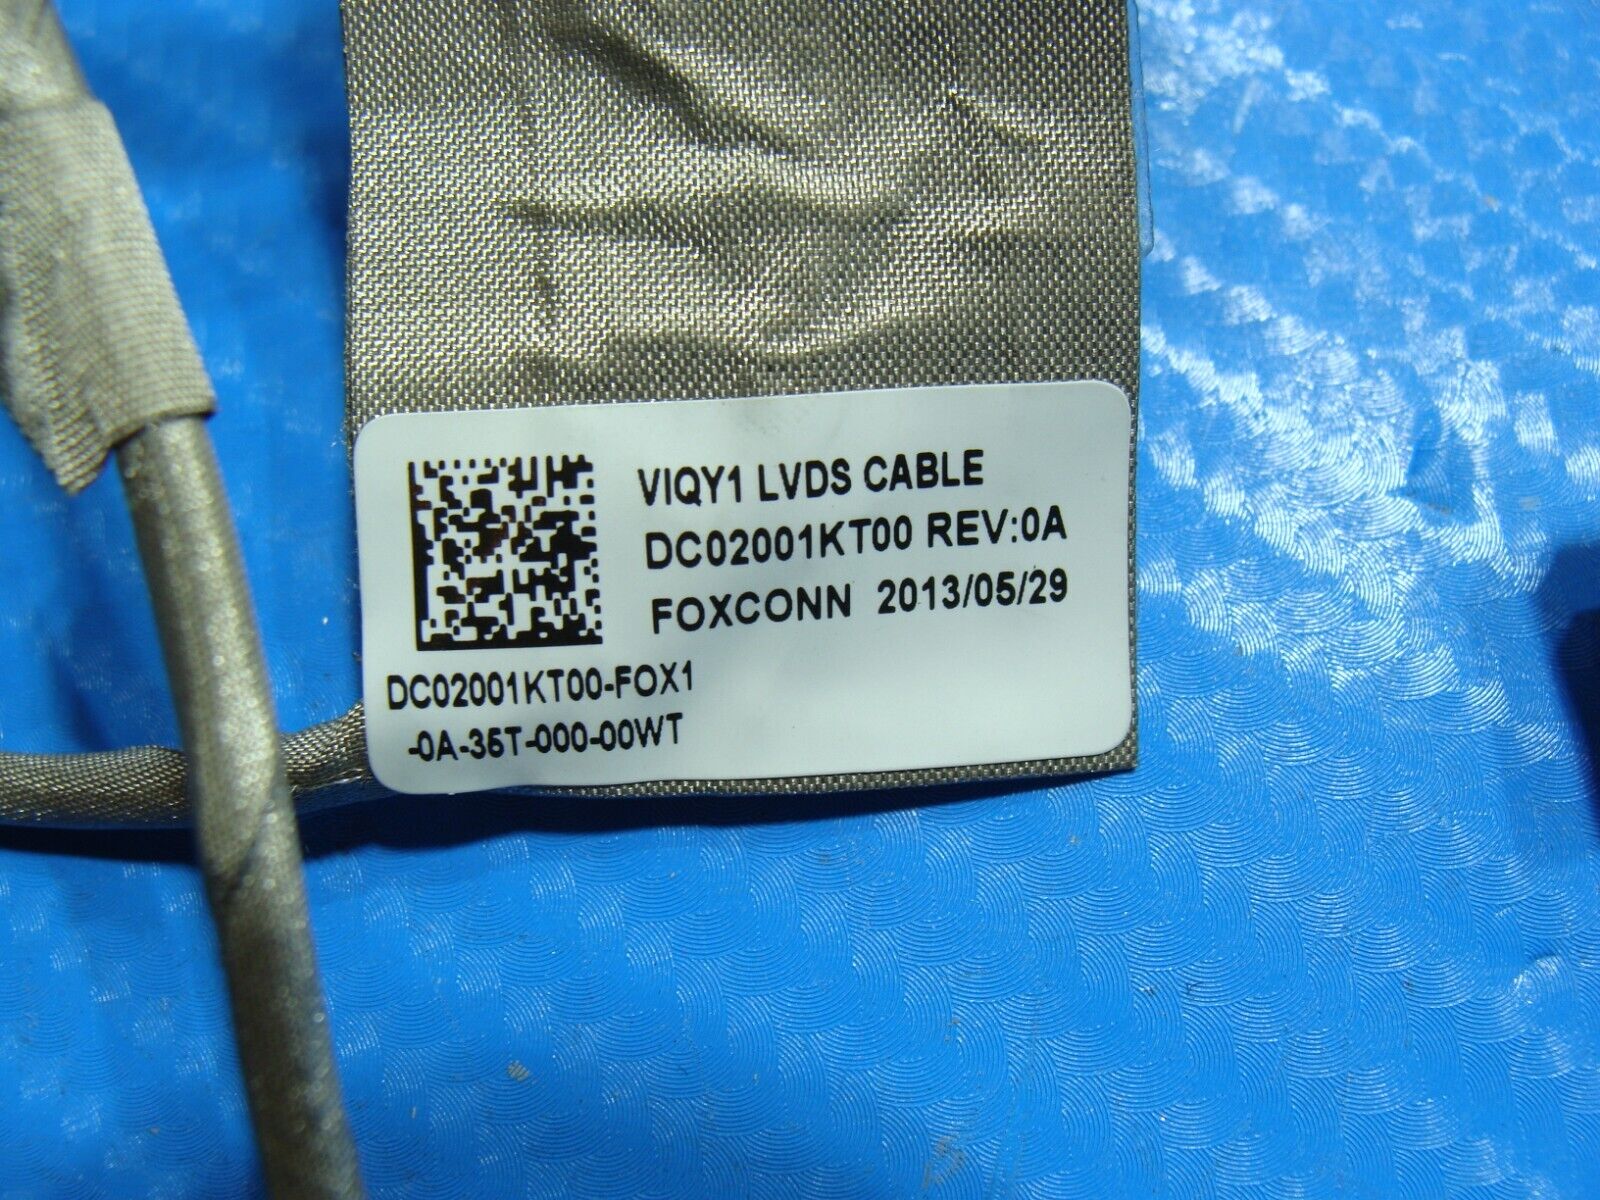 VIQY1 LVDS CABLE
DC02001KT00 REV:0A
FOXCONN 2013/05/29
DC02001KT00-FOX1
-0A-35T-000-00WT